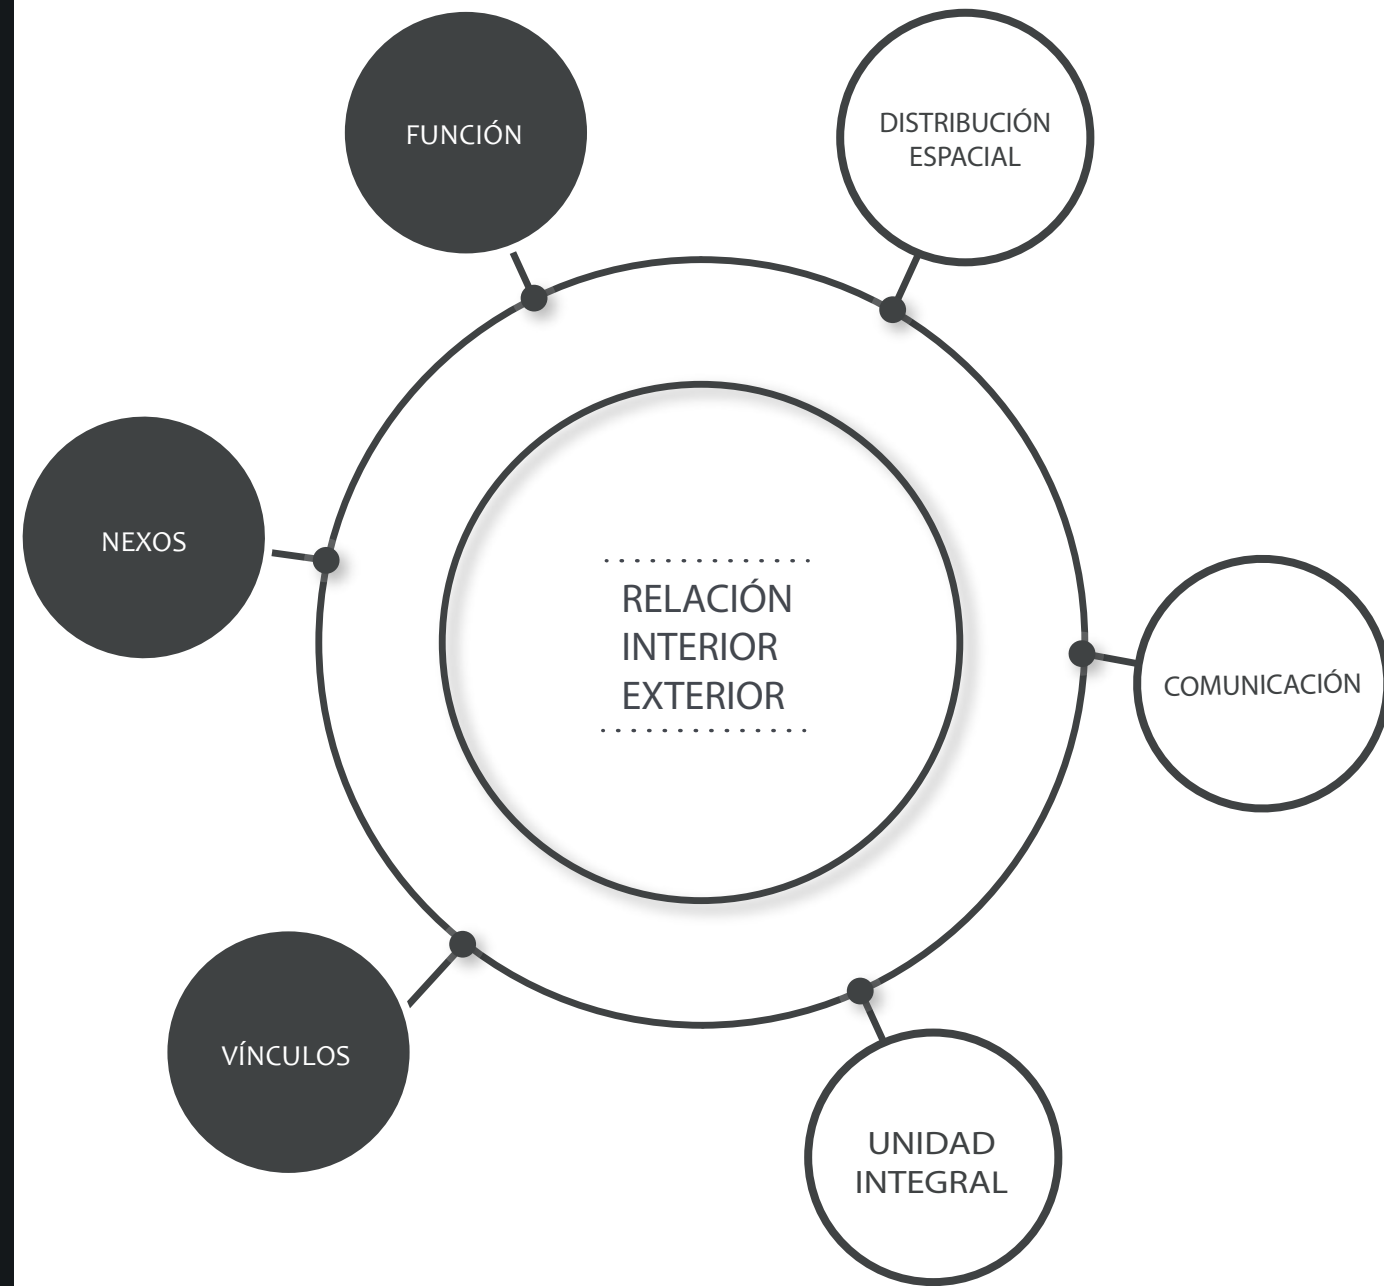 FUNCIÓN
DISTRIBUCIÓN
ESPACIAL
NEXOS
RELACIÓN
INTERIOR
EXTERIOR
COMUNICACIÓN
VÍNCULOS
UNIDAD
INTEGRAL